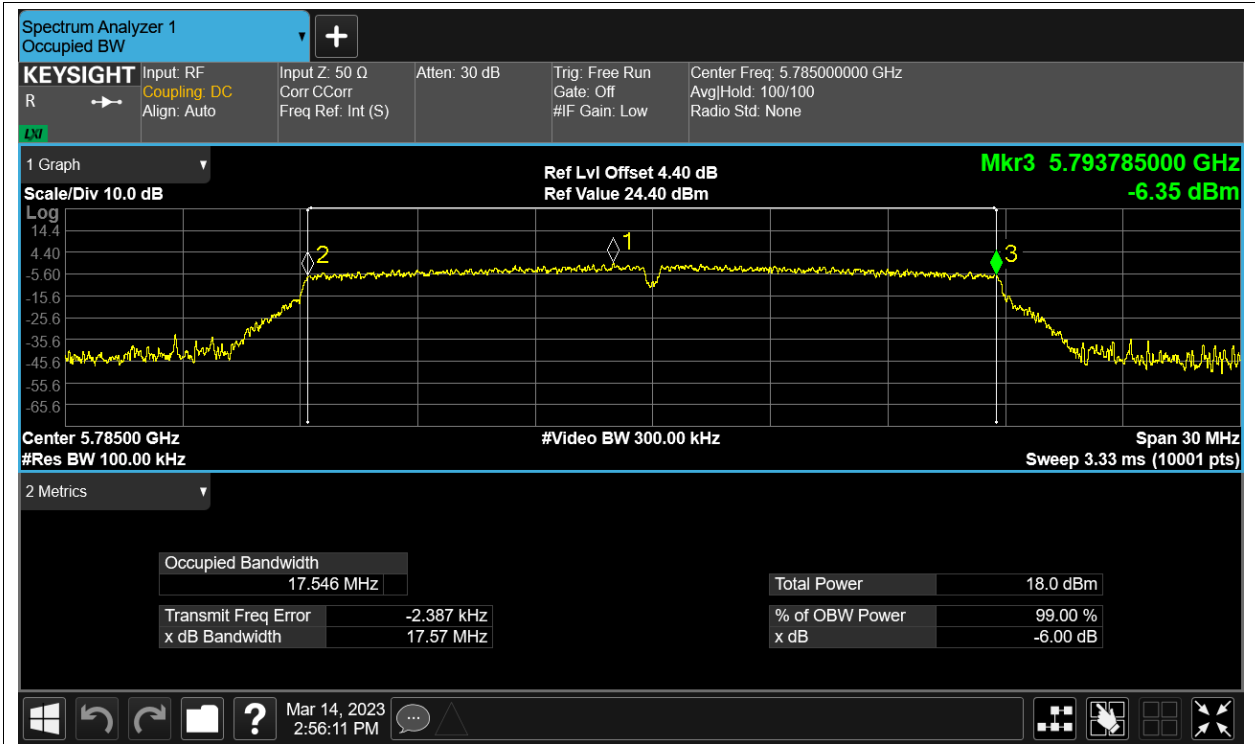 Spectrum Analyzer 1
Occupied BW
KEYSIGHT
R
LXI
Input: RF
Coupling: DC
Align: Auto
Input Z: 50 Ω
Corr CCorr
Freq Ref: Int (S)
Atten: 30 dB
Trig: Free Run
Gate: Off
#IF Gain: Low
Center Freq: 5.785000000 GHz
Avg|Hold: 100/100
Radio Std: None
1 Graph
Scale/Div 10.0 dB
Ref Lvl Offset 4.40 dB
Ref Value 24.40 dBm
Mkr3 5.793785000 GHz
-6.35 dBm
Log
14.4
4.40
-5.60
-15.6
-25.6
-35.6
-45.6
-55.6
-65.6
2
1
3
Center 5.78500 GHz
#Res BW 100.00 kHz
#Video BW 300.00 kHz
Span 30 MHz
Sweep 3.33 ms (10001 pts)
2 Metrics
Occupied Bandwidth
17.546 MHz
Transmit Freq Error -2.387 kHz
x dB Bandwidth 17.57 MHz
Total Power 18.0 dBm
% of OBW Power 99.00 %
x dB -6.00 dB
?
Mar 14, 2023
2:56:11 PM